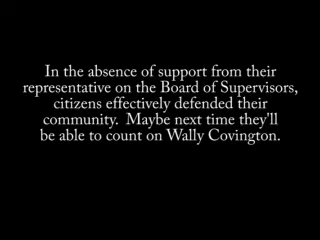 In the absence of support from their
representative on the Board of Supervisors,
citizens effectively defended their
community.  Maybe next time they'll
be able to count on Wally Covington.